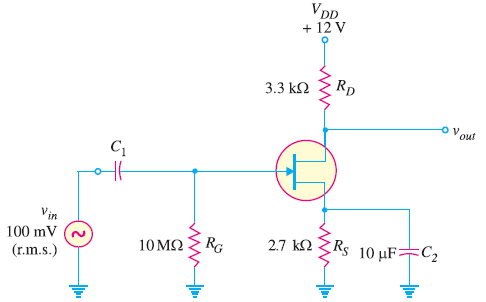 V_DD
+ 12 V
3.3 kΩ R_D
v_out
C_1
V_in
100 mV
(r.m.s.)
10 MΩ R_G
2.7 kΩ R_S 10 μF C_2